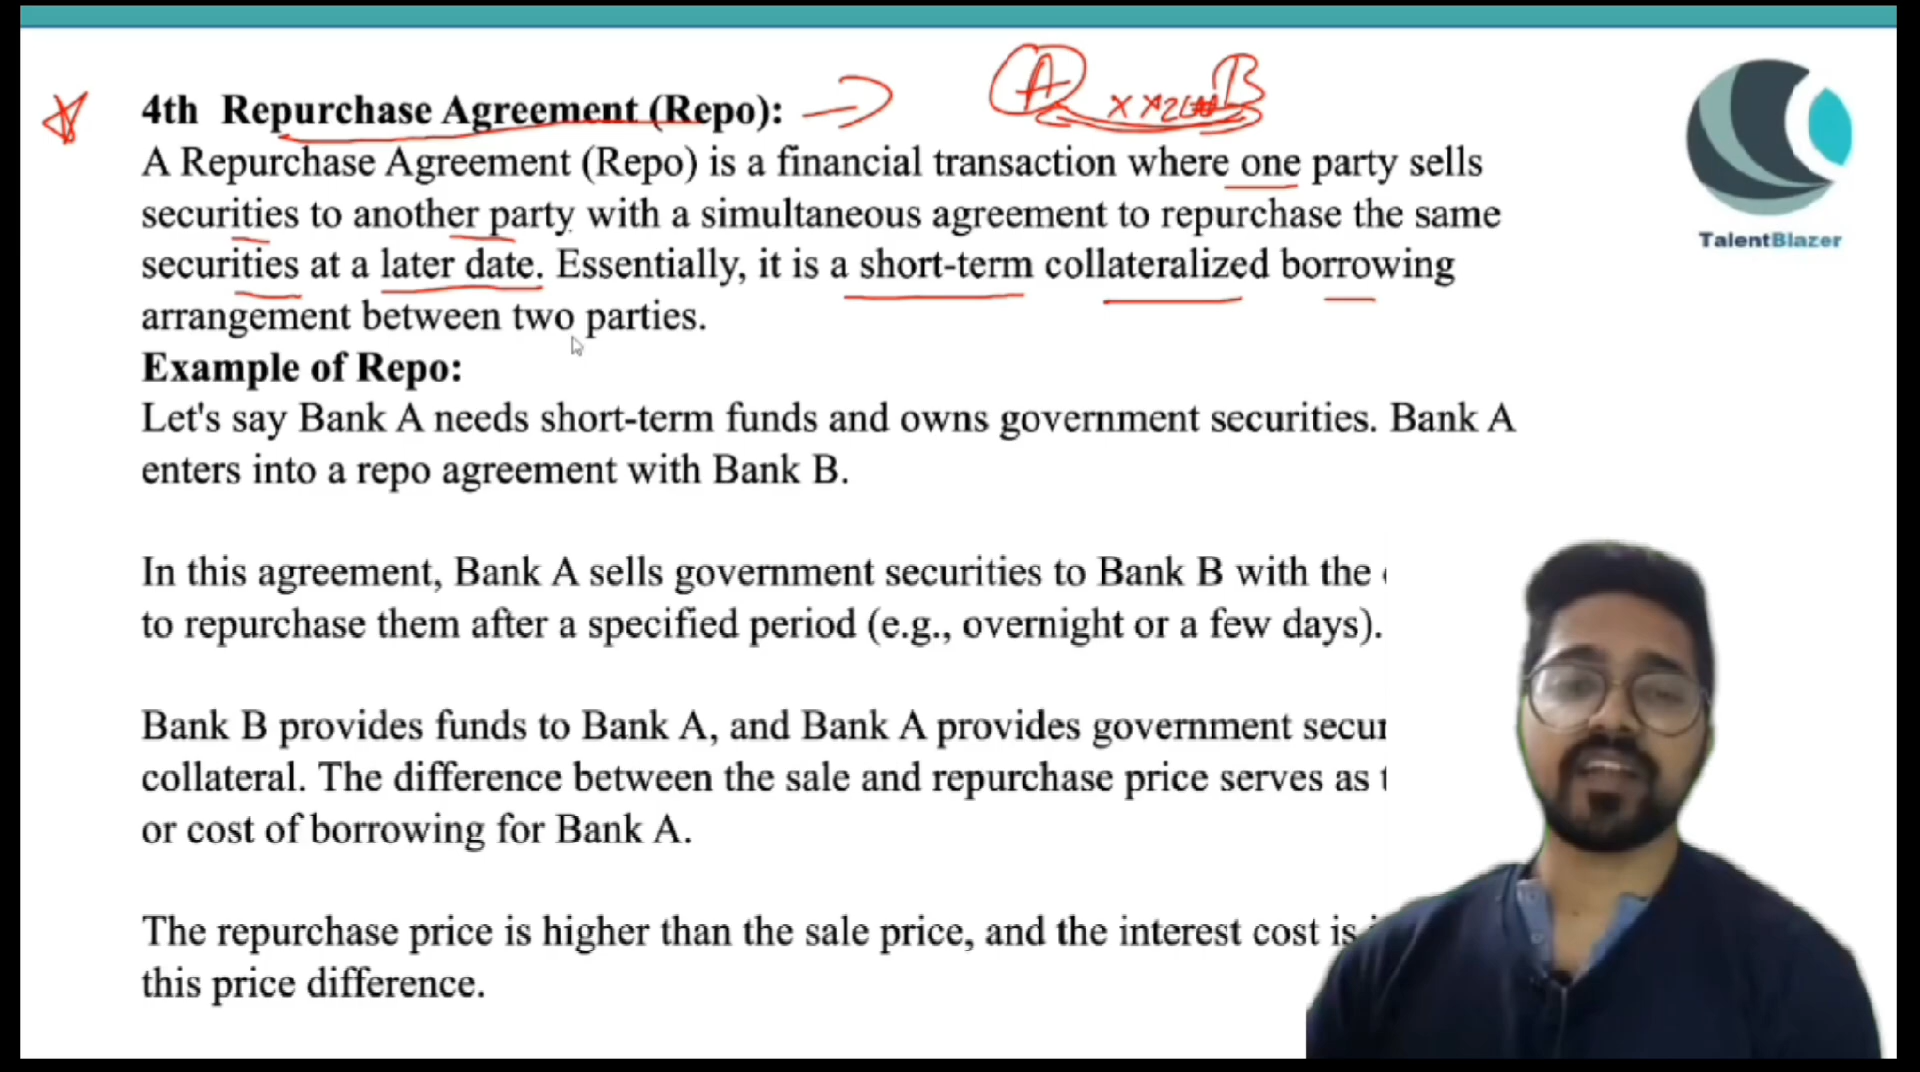 A B
4th Repurchase Agreement (Repo):
A Repurchase Agreement (Repo) is a financial transaction where one party sells
securities to another party with a simultaneous agreement to repurchase the same
securities at a later date. Essentially, it is a short-term collateralized borrowing
arrangement between two parties.
TalentBlazer
Example of Repo:
Let's say Bank A needs short-term funds and owns government securities. Bank A
enters into a repo agreement with Bank B.
In this agreement, Bank A sells government securities to Bank B with the
to repurchase them after a specified period (e.g., overnight or a few days).
Bank B provides funds to Bank A, and Bank A provides government
collateral. The difference between the sale and repurchase price serves as
or cost of borrowing for Bank A.
The repurchase price is higher than the sale price, and the interest cost is
this price difference.